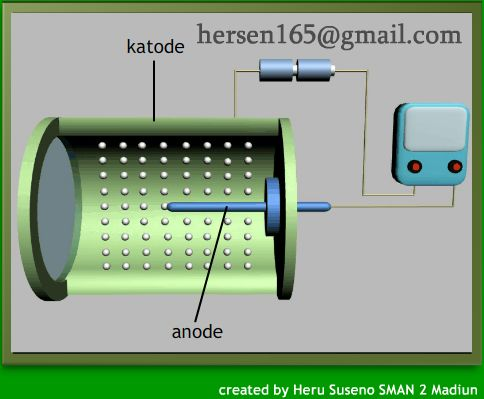 hersen165@gmail.com
katode
anode
created by Heru Suseno SMAN 2 Madiun